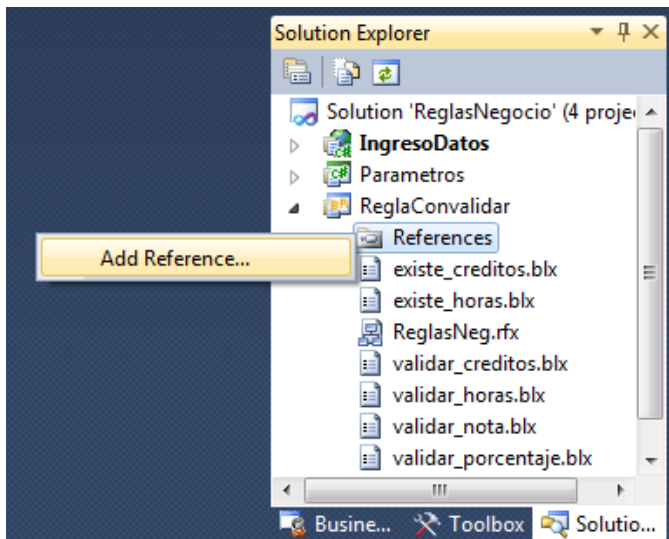 Solution Explorer
Solution 'ReglasNegocio' (4 proje
IngresoDatos
Parametros
ReglaConvalidar
References
Add Reference...
existe_creditos.blx
existe_horas.blx
ReglasNeg.rfx
validar_creditos.blx
validar_horas.blx
validar_nota.blx
validar_porcentaje.blx
Busine... Toolbox Solutio...